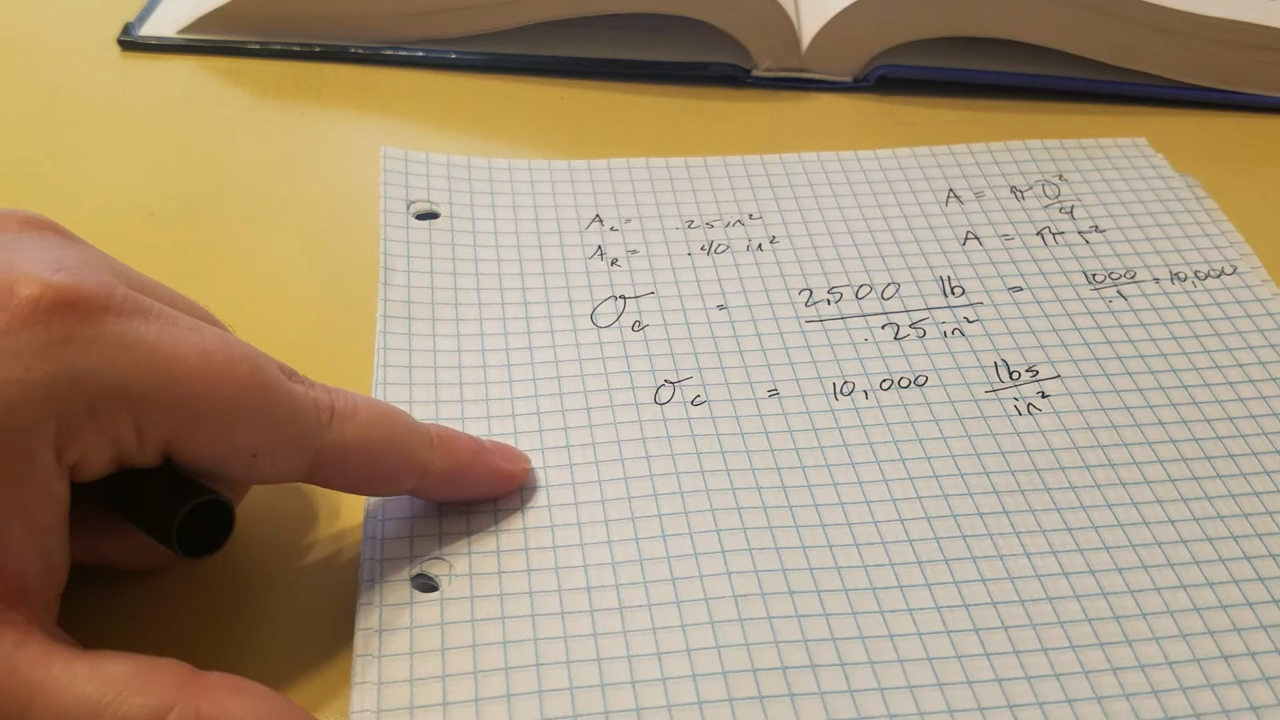 A = πD²/4
A = πr²
A_c = .25 in²
A_R = .40 in²
σ_c = 2,500 lb / .25 in² = 1000/.1 = 10,000
σ_c = 10,000 lbs/in²